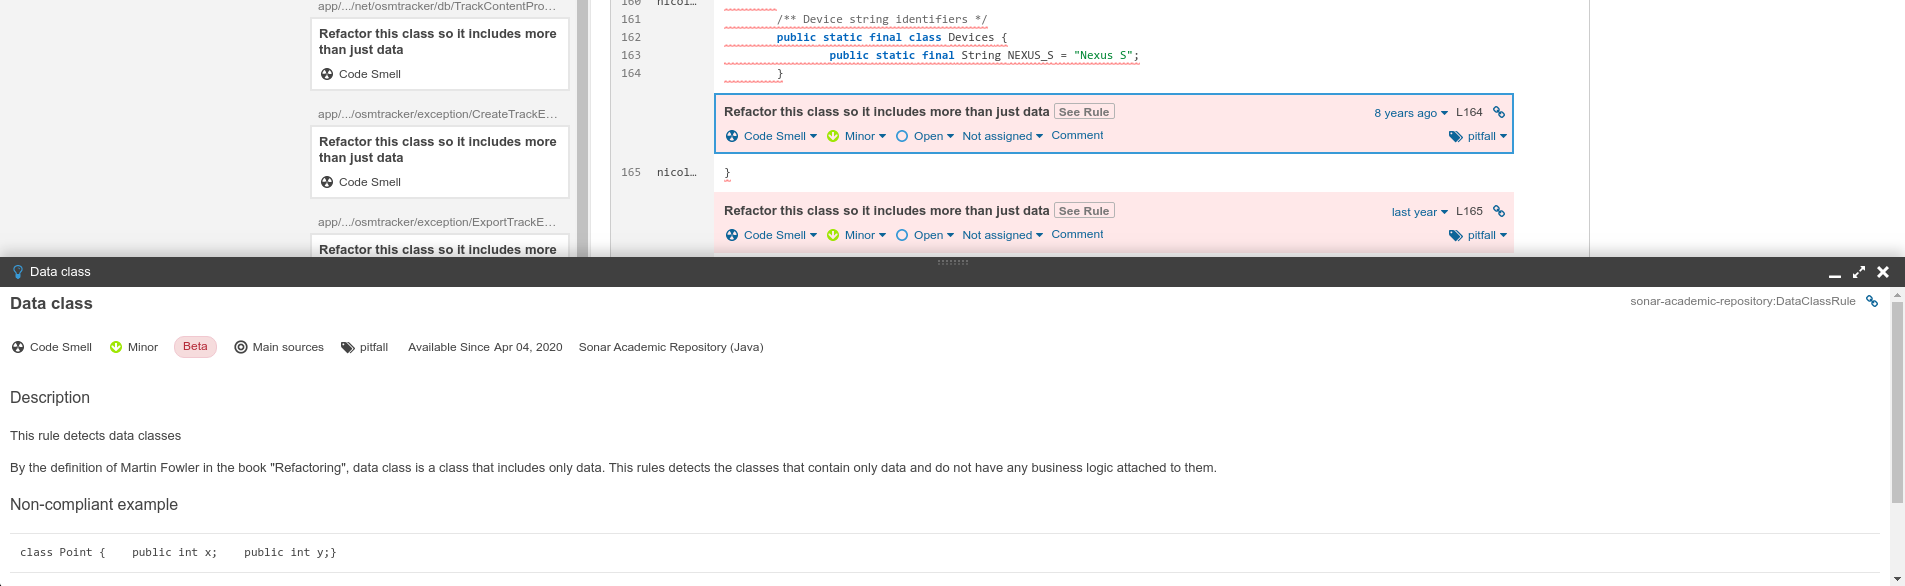 app/.../net/osmtracker/db/TrackContentPro...
Refactor this class so it includes more
than just data
Code Smell
app/.../osmtracker/exception/CreateTrackE...
Refactor this class so it includes more
than just data
Code Smell
app/.../osmtracker/exception/ExportTrackE...
Refactor this class so it includes more
160 nicol…
161 /** Device string identifiers */
162 public static final class Devices {
163 public static final String NEXUS_S = "Nexus S";
164 }
Refactor this class so it includes more than just data See Rule 8 years ago L164
Code Smell Minor Open Not assigned Comment pitfall
165 nicol… }
Refactor this class so it includes more than just data See Rule last year L165
Code Smell Minor Open Not assigned Comment pitfall
Data class
Data class sonar-academic-repository:DataClassRule
Code Smell Minor Beta Main sources pitfall Available Since Apr 04, 2020 Sonar Academic Repository (Java)
Description
This rule detects data classes
By the definition of Martin Fowler in the book "Refactoring", data class is a class that includes only data. This rules detects the classes that contain only data and do not have any business logic attached to them.
Non-compliant example
class Point { public int x; public int y;}